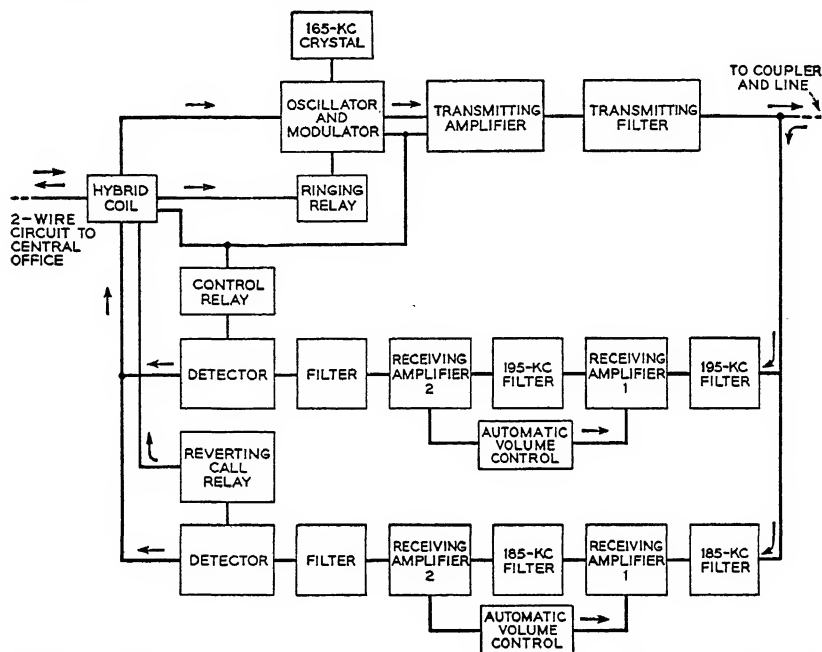 165-KC
CRYSTAL
TO COUPLER
AND LINE
OSCILLATOR
AND
MODULATOR
TRANSMITTING
AMPLIFIER
TRANSMITTING
FILTER
HYBRID
COIL
RINGING
RELAY
2-WIRE
CIRCUIT TO
CENTRAL
OFFICE
CONTROL
RELAY
DETECTOR
FILTER
RECEIVING
AMPLIFIER
2
195-KC
FILTER
RECEIVING
AMPLIFIER
1
195-KC
FILTER
AUTOMATIC
VOLUME
CONTROL
REVERTING
CALL
RELAY
DETECTOR
FILTER
RECEIVING
AMPLIFIER
2
185-KC
FILTER
RECEIVING
AMPLIFIER
1
185-KC
FILTER
AUTOMATIC
VOLUME
CONTROL